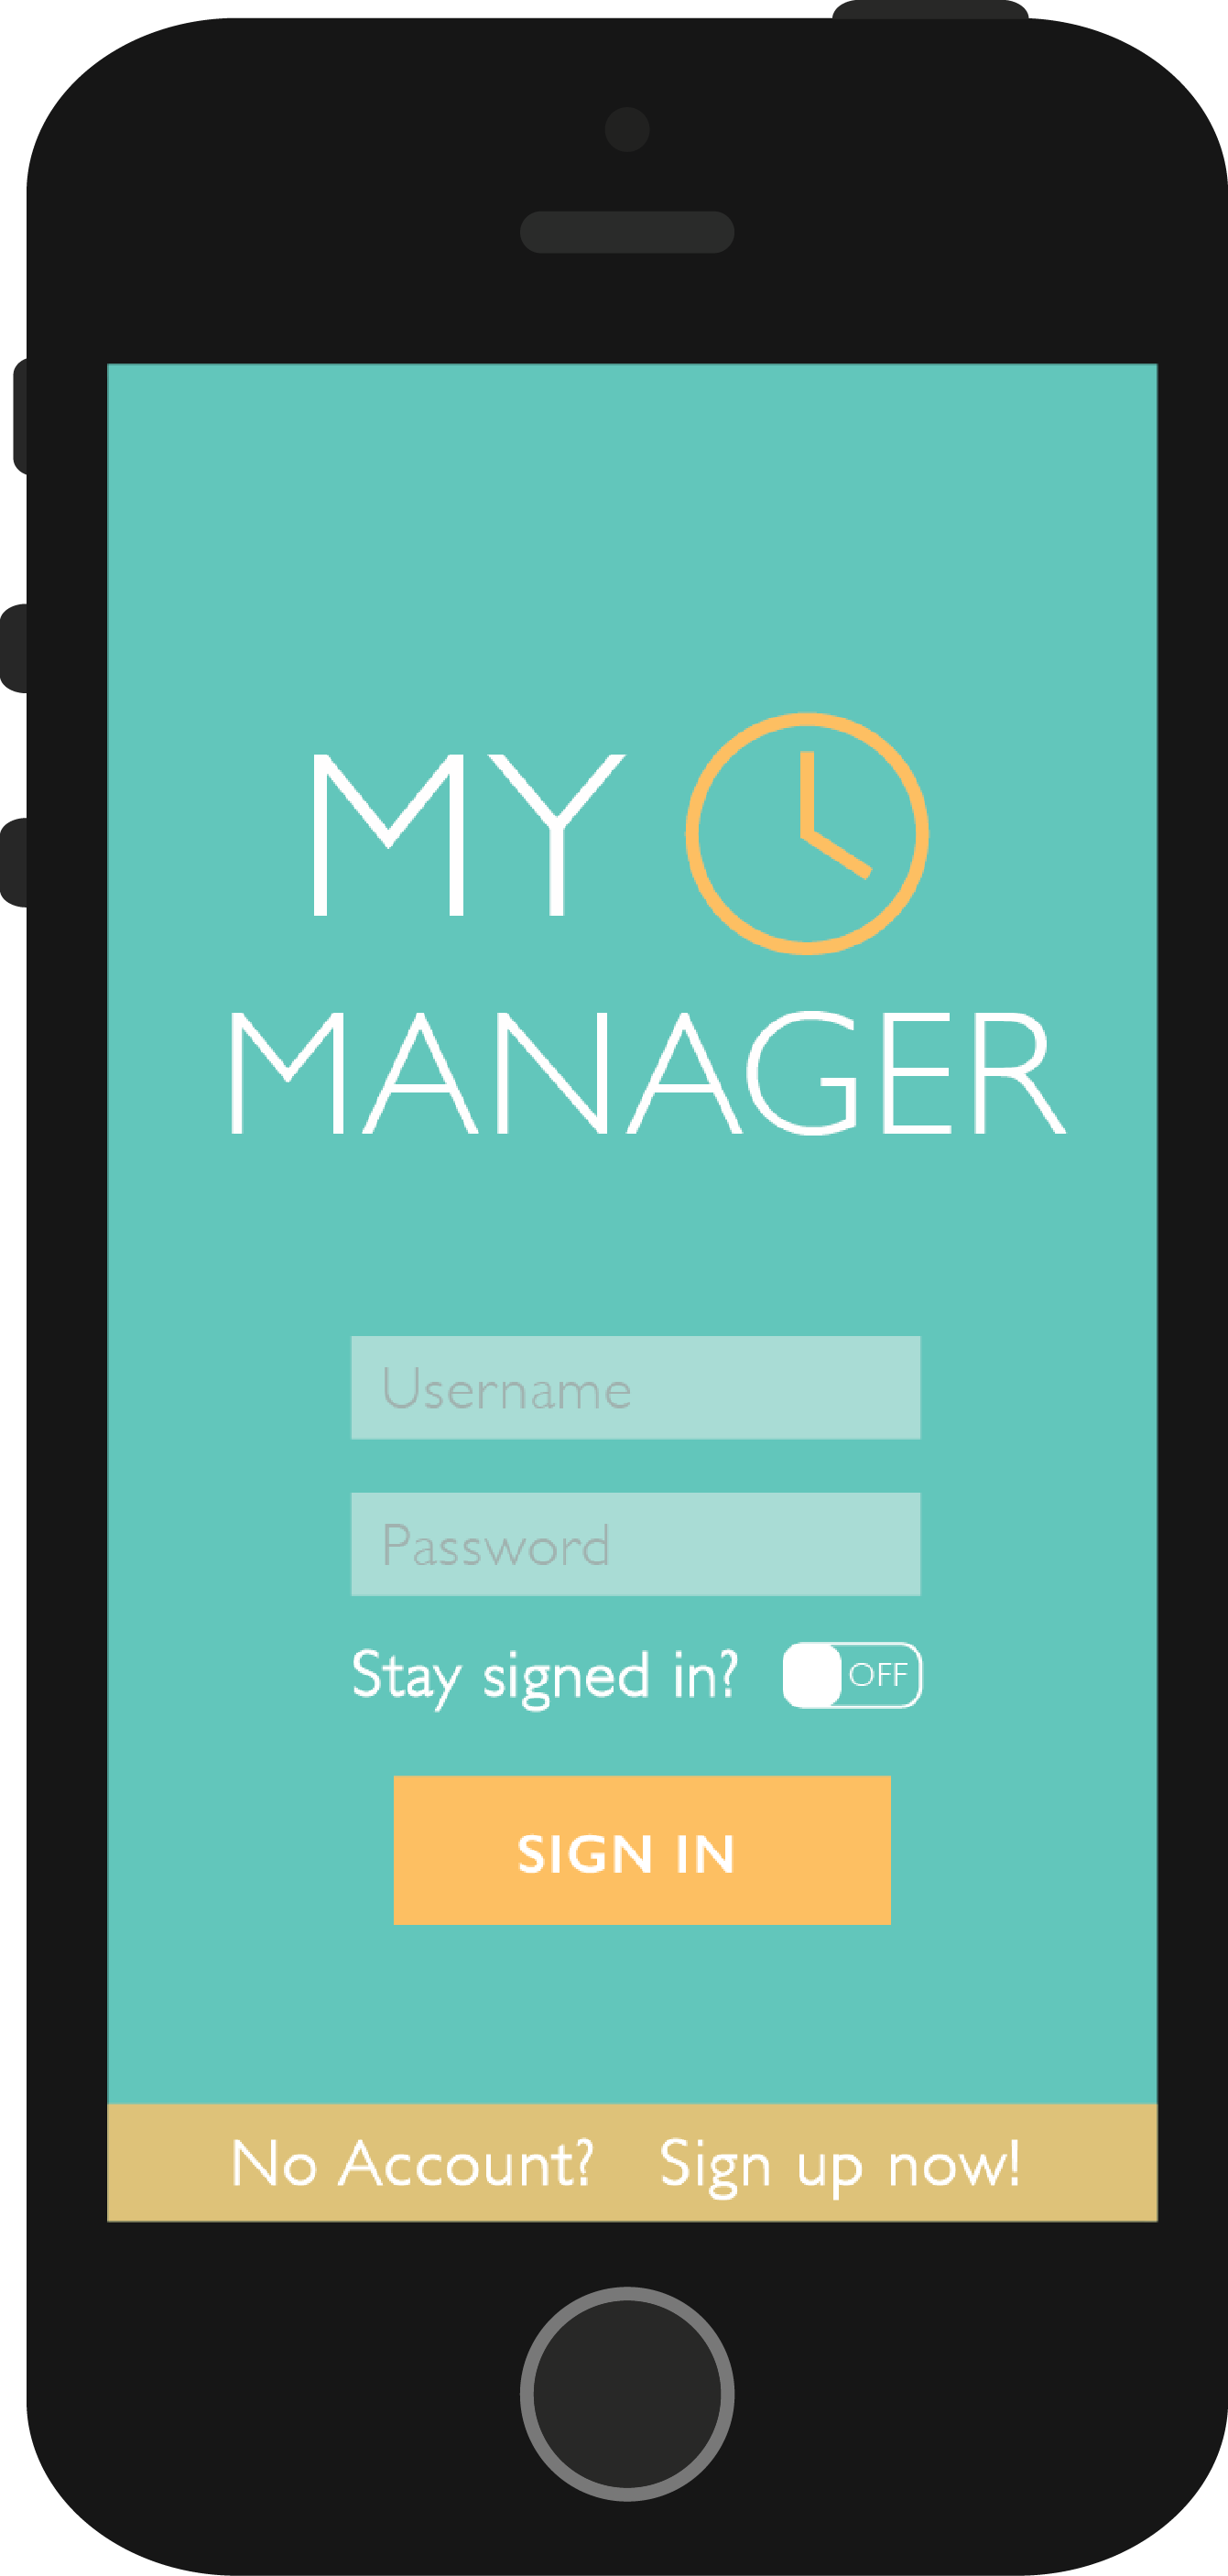 MY
MANAGER
Username
Password
Stay signed in? OFF
SIGN IN
No Account? Sign up now!